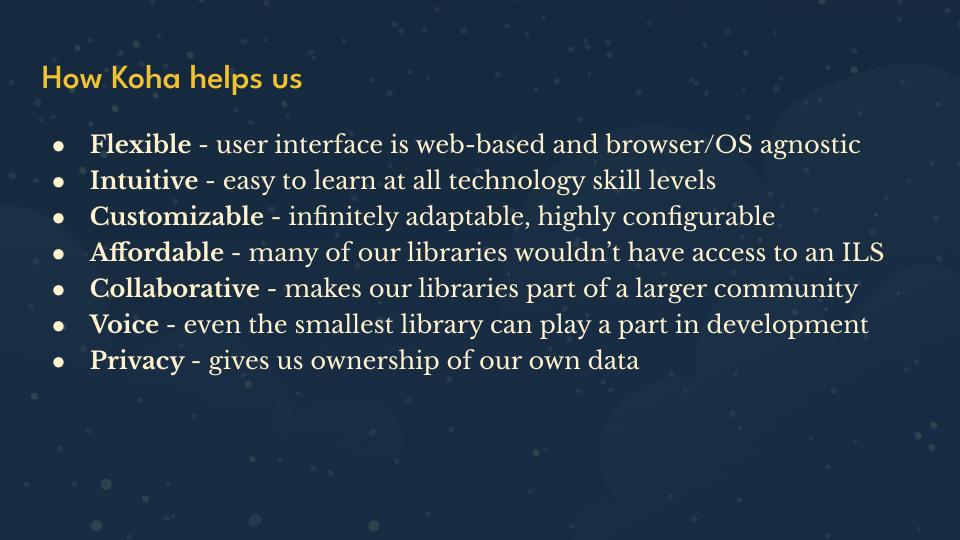 How Koha helps us
● Flexible - user interface is web-based and browser/OS agnostic
● Intuitive - easy to learn at all technology skill levels
● Customizable - infinitely adaptable, highly configurable
● Affordable - many of our libraries wouldn’t have access to an ILS
● Collaborative - makes our libraries part of a larger community
● Voice - even the smallest library can play a part in development
● Privacy - gives us ownership of our own data